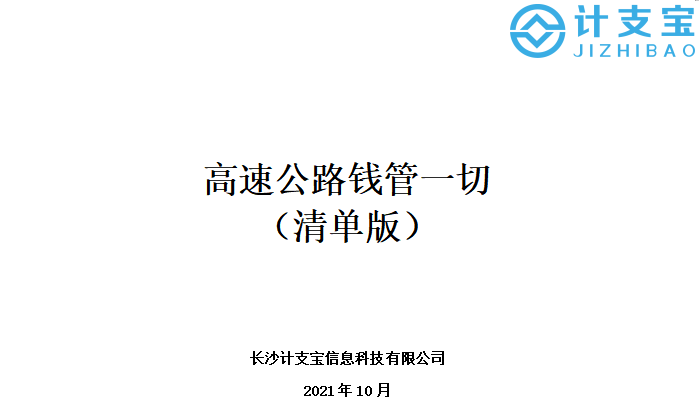 计支宝
JIZHIBAO
高速公路钱管一切
（清单版）
长沙计支宝信息科技有限公司
2021年10月